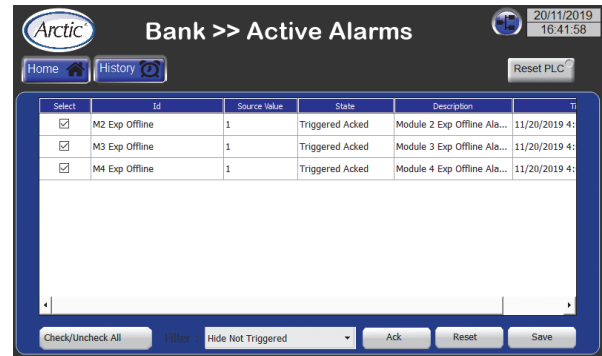 Arctic
Bank >> Active Alarms
20/11/2019
16:41:58
Home
History
Reset PLC
Select Id Source Value State Description Ti
M2 Exp Offline 1 Triggered Acked Module 2 Exp Offline Ala... 11/20/2019 4:
M3 Exp Offline 1 Triggered Acked Module 3 Exp Offline Ala... 11/20/2019 4:
M4 Exp Offline 1 Triggered Acked Module 4 Exp Offline Ala... 11/20/2019 4:
Check/Uncheck All Filter : Hide Not Triggered Ack Reset Save